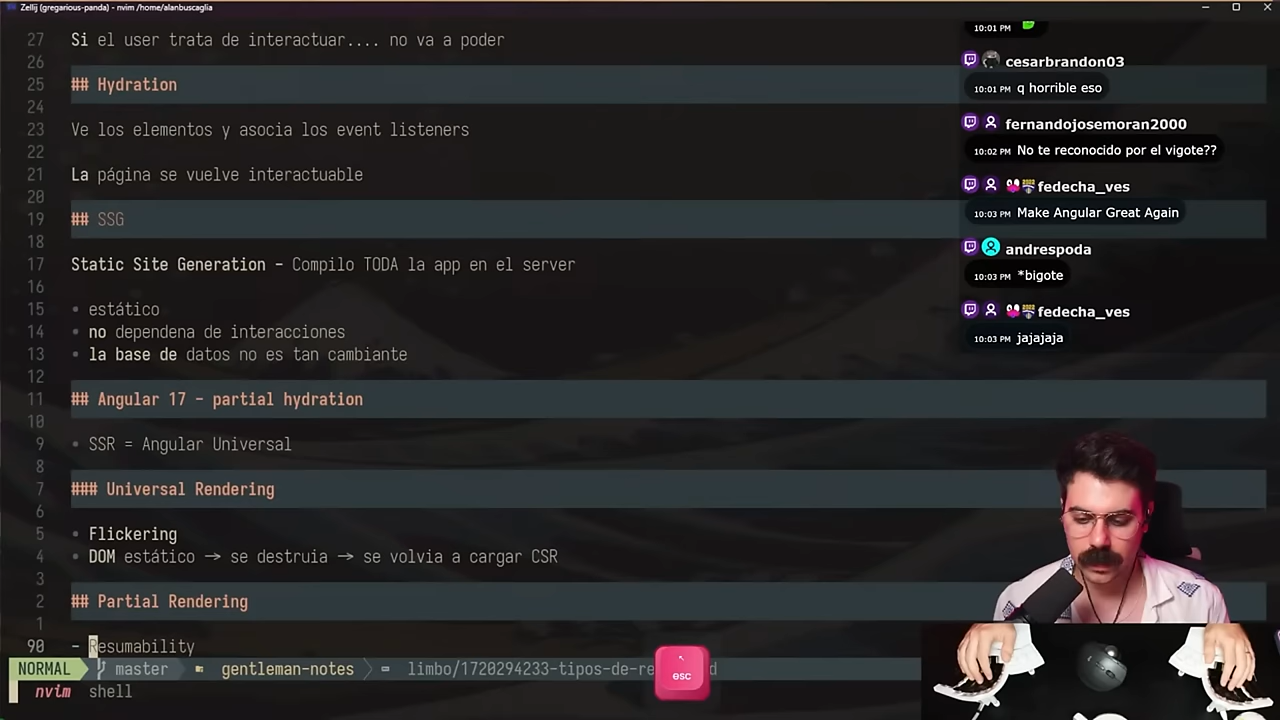 Zellij (gregarious-panda) - nvim /home/alanbuscaglia
27 Si el user trata de interactuar.... no va a poder
26
25 ## Hydration
24
23 Ve los elementos y asocia los event listeners
22
21 La página se vuelve interactuable
20
19 ## SSG
18
17 Static Site Generation - Compilo TODA la app en el server
16
15 • estático
14 • no dependena de interacciones
13 • la base de datos no es tan cambiante
12
11 ## Angular 17 - partial hydration
10
9 • SSR = Angular Universal
8
7 ### Universal Rendering
6
5 • Flickering
4 • DOM estático → se destruia → se volvia a cargar CSR
3
2 ## Partial Rendering
1
90 - Resumability
NORMAL master gentleman-notes limbo/1720294233-tipos-de-re d
nvim shell
esc
10:01 PM
cesarbrandon03
10:01 PM q horrible eso
fernandojosemoran2000
10:02 PM No te reconocido por el vigote??
fedecha_ves
10:03 PM Make Angular Great Again
andrespoda
10:03 PM *bigote
fedecha_ves
10:03 PM jajajaja